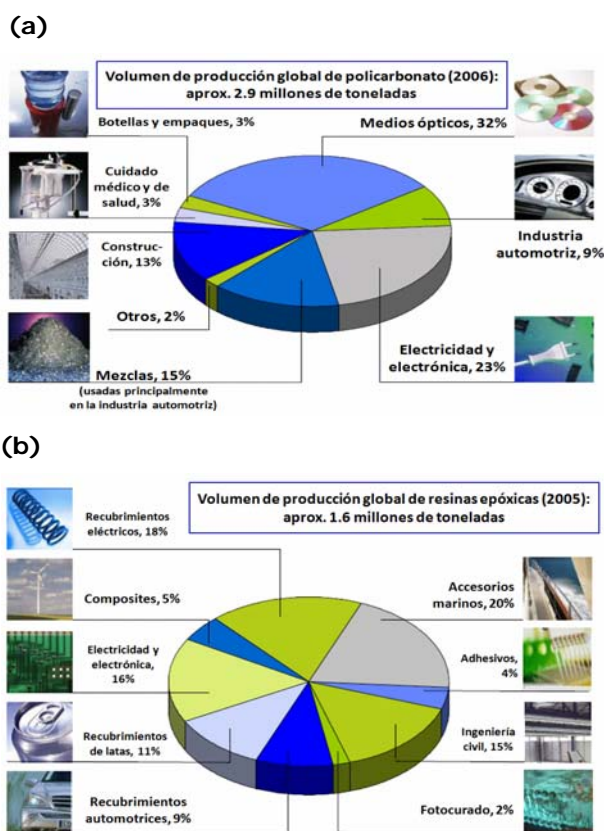 (a)
Volumen de producción global de policarbonato (2006):
aprox. 2.9 millones de toneladas
Botellas y empaques, 3%
Medios ópticos, 32%
Cuidado
médico y de
salud, 3%
Industria
automotriz, 9%
Construc-
ción, 13%
Otros, 2%
Electricidad y
electrónica, 23%
Mezclas, 15%
(usadas principalmente
en la industria automotriz)
(b)
Volumen de producción global de resinas epóxicas (2005):
aprox. 1.6 millones de toneladas
Recubrimientos
eléctricos, 18%
Composites, 5%
Accesorios
marinos, 20%
Electricidad y
electrónica,
16%
Adhesivos,
4%
Recubrimientos
de latas, 11%
Ingeniería
civil, 15%
Recubrimientos
automotrices, 9%
Fotocurado, 2%